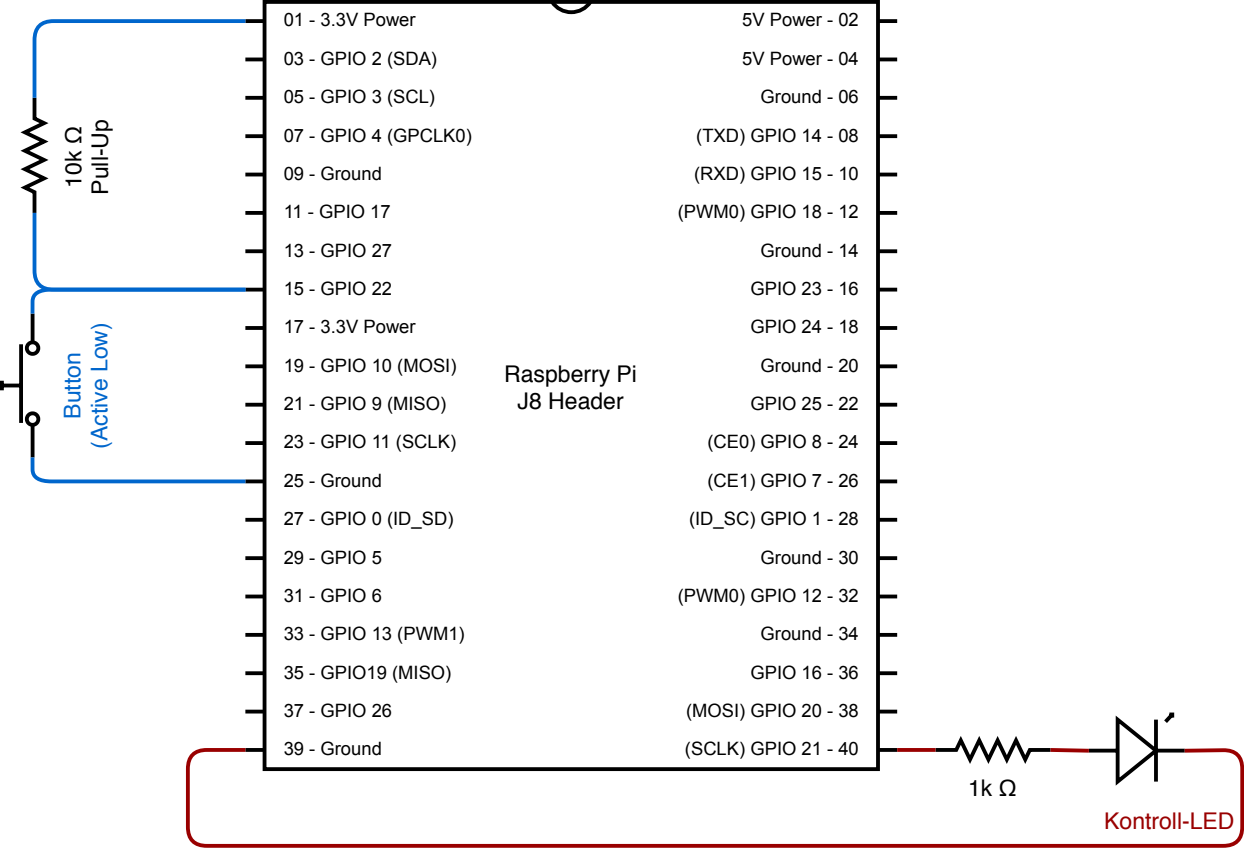 01 - 3.3V Power
03 - GPIO 2 (SDA)
05 - GPIO 3 (SCL)
07 - GPIO 4 (GPCLK0)
09 - Ground
11 - GPIO 17
13 - GPIO 27
15 - GPIO 22
17 - 3.3V Power
19 - GPIO 10 (MOSI)
21 - GPIO 9 (MISO)
23 - GPIO 11 (SCLK)
25 - Ground
27 - GPIO 0 (ID_SD)
29 - GPIO 5
31 - GPIO 6
33 - GPIO 13 (PWM1)
35 - GPIO19 (MISO)
37 - GPIO 26
39 - Ground
5V Power - 02
5V Power - 04
Ground - 06
(TXD) GPIO 14 - 08
(RXD) GPIO 15 - 10
(PWM0) GPIO 18 - 12
Ground - 14
GPIO 23 - 16
GPIO 24 - 18
Ground - 20
GPIO 25 - 22
(CE0) GPIO 8 - 24
(CE1) GPIO 7 - 26
(ID_SC) GPIO 1 - 28
Ground - 30
(PWM0) GPIO 12 - 32
Ground - 34
GPIO 16 - 36
(MOSI) GPIO 20 - 38
(SCLK) GPIO 21 - 40
Raspberry Pi
J8 Header
10k Ω
Pull-Up
Button
(Active Low)
1k Ω
Kontroll-LED